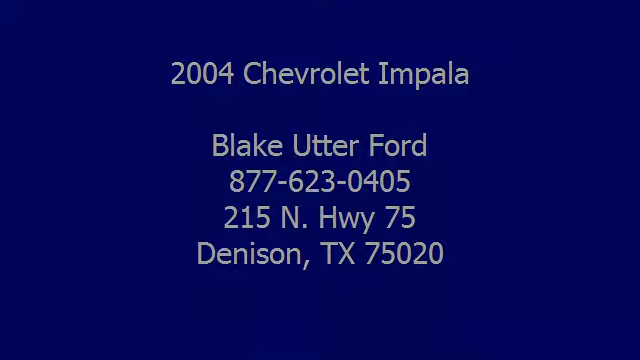 2004 Chevrolet Impala
Blake Utter Ford
877-623-0405
215 N. Hwy 75
Denison, TX 75020